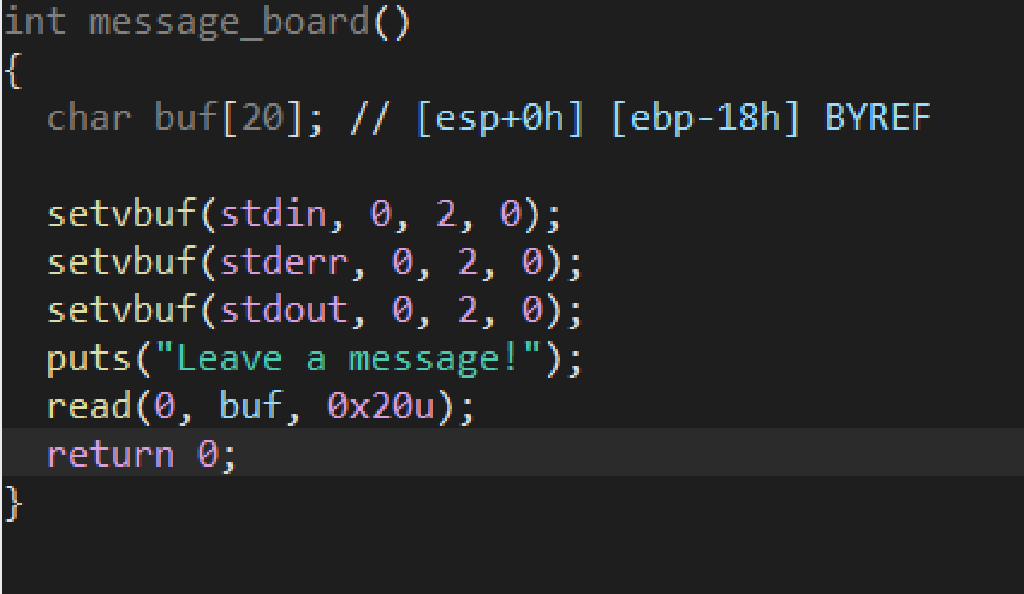 int message_board()
{
char buf[20]; // [esp+0h] [ebp-18h] BYREF
setvbuf(stdin, 0, 2, 0);
setvbuf(stderr, 0, 2, 0);
setvbuf(stdout, 0, 2, 0);
puts("Leave a message!");
read(0, buf, 0x20u);
return 0;
}